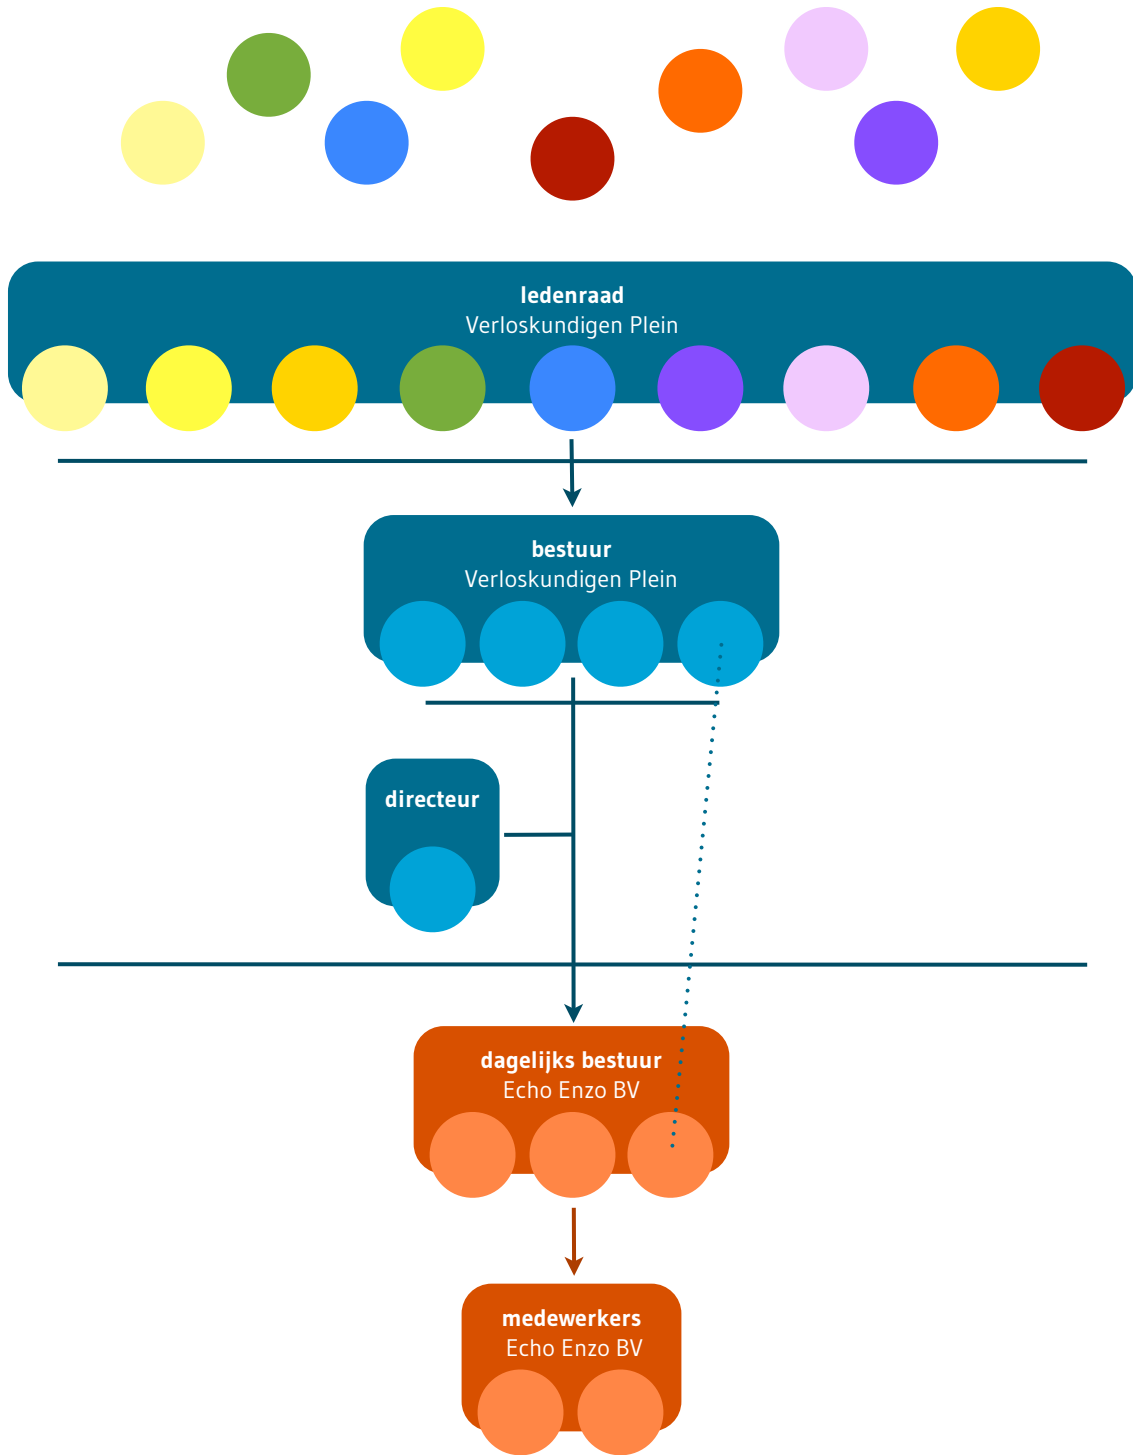 ledenraad
Verloskundigen Plein
bestuur
Verloskundigen Plein
directeur
dagelijks bestuur
Echo Enzo BV
medewerkers
Echo Enzo BV